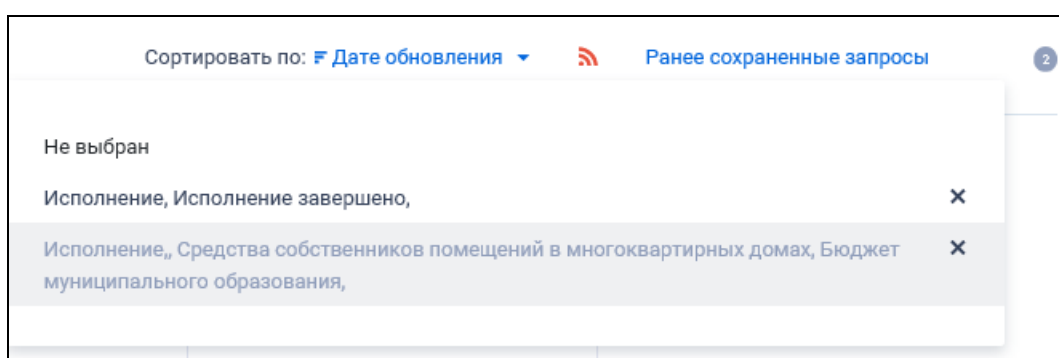 Сортировать по: Дате обновления Ранее сохраненные запросы 2
Не выбран
Исполнение, Исполнение завершено,
Исполнение,, Средства собственников помещений в многоквартирных домах, Бюджет
муниципального образования,